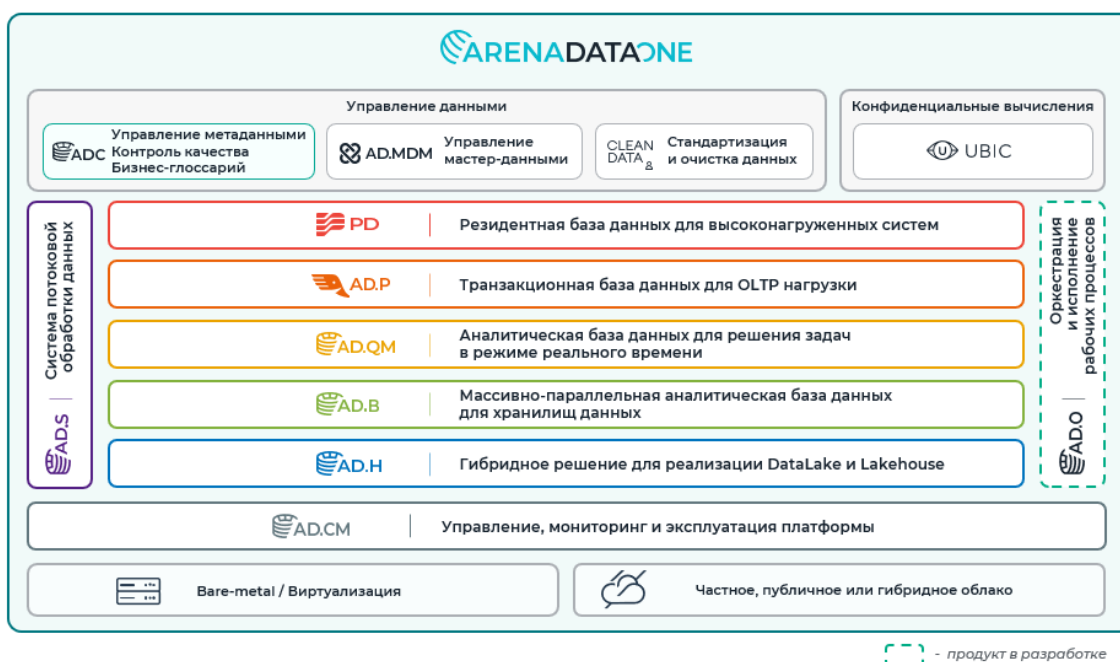 ARENADATAONE
Управление данными
ADC
Управление метаданными
Контроль качества
Бизнес-глоссарий
AD.MDM
Управление
мастер-данными
CLEAN
DATA
Стандартизация
и очистка данных
Конфиденциальные вычисления
UBIC
Система потоковой
обработки данных
AD.S
PD
Резидентная база данных для высоконагруженных систем
AD.P
Транзакционная база данных для OLTP нагрузки
AD.QM
Аналитическая база данных для решения задач
в режиме реального времени
AD.B
Массивно-параллельная аналитическая база данных
для хранилищ данных
AD.H
Гибридное решение для реализации DataLake и Lakehouse
Оркестрация
и исполнение
рабочих процессов
AD.O
AD.CM
Управление, мониторинг и эксплуатация платформы
Bare-metal / Виртуализация
Частное, публичное или гибридное облако
- продукт в разработке